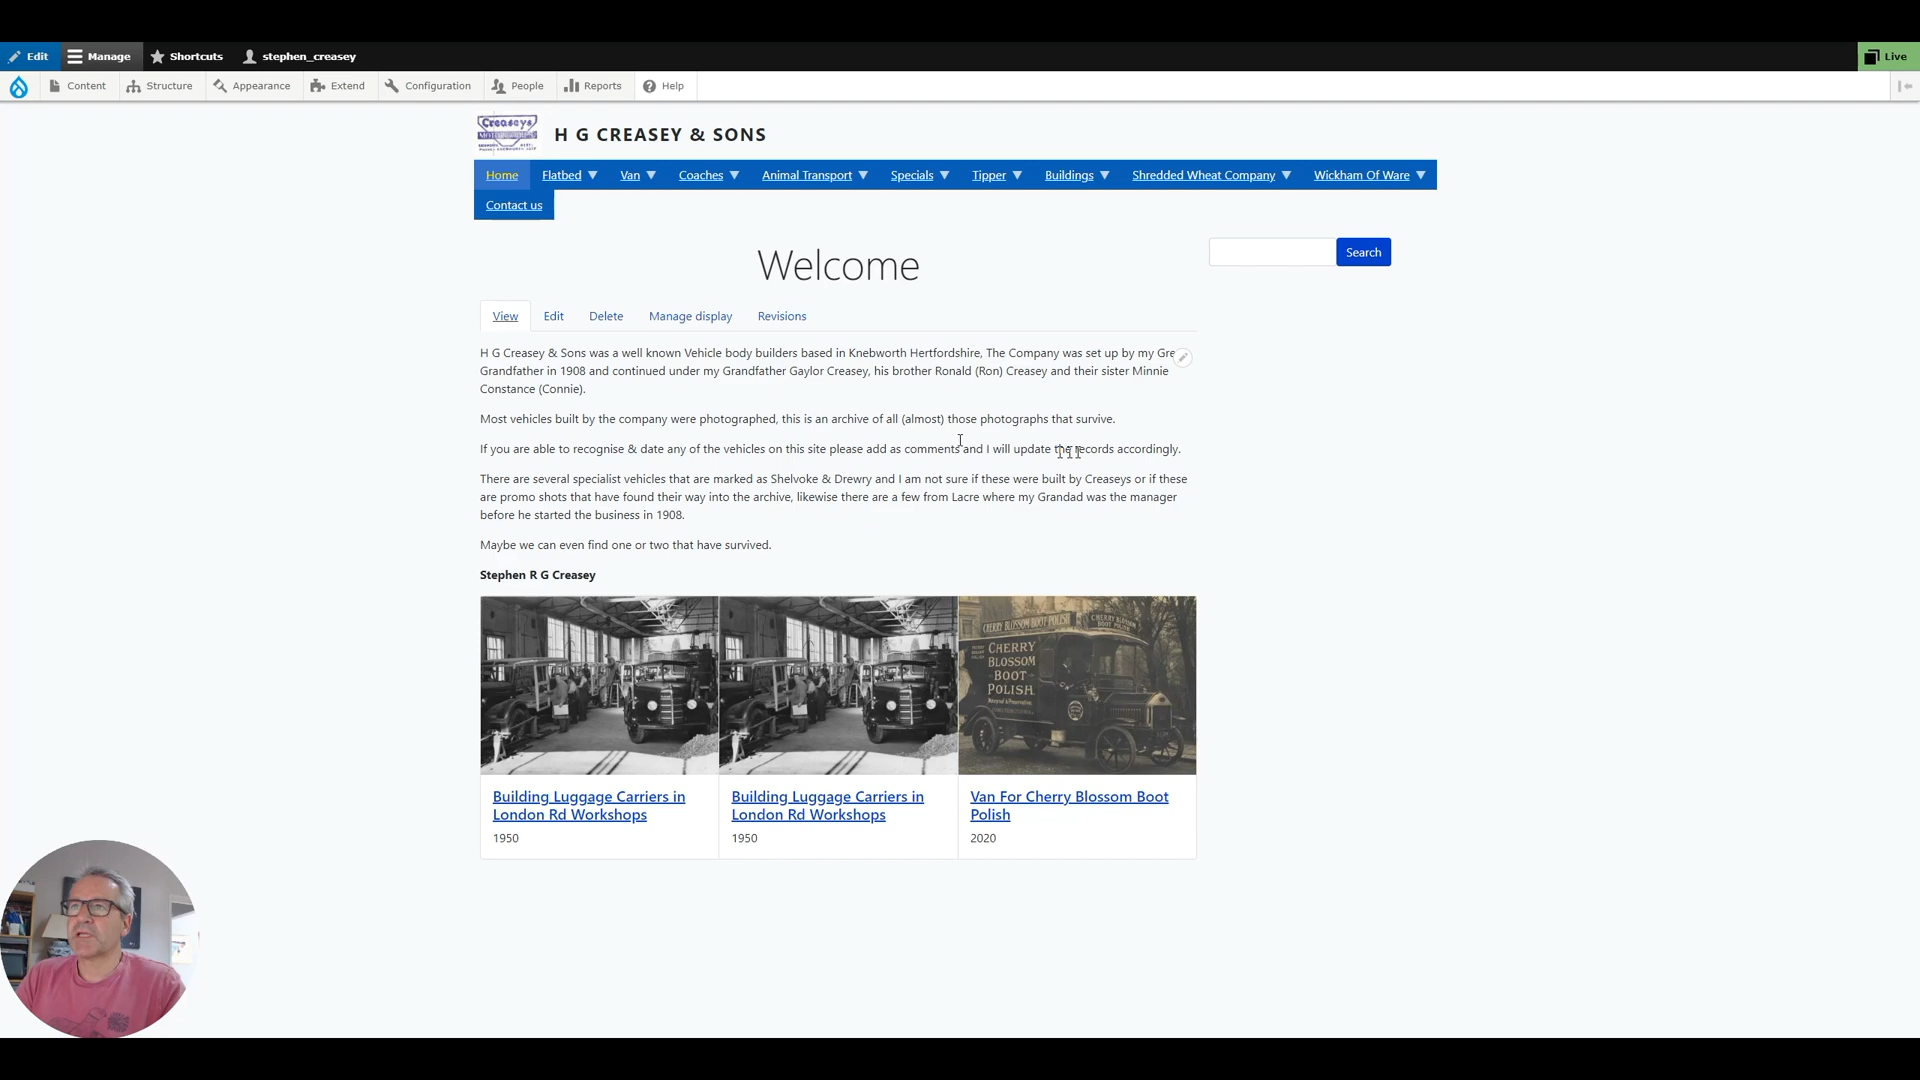 Edit Manage Shortcuts stephen_creasey Live
Content Structure Appearance Extend Configuration People Reports Help
Creaseys
H G CREASEY & SONS
Home Flatbed Van Coaches Animal Transport Specials Tipper Buildings Shredded Wheat Company Wickham Of Ware
Contact us
Search
Welcome
View Edit Delete Manage display Revisions
H G Creasey & Sons was a well known Vehicle body builders based in Knebworth Hertfordshire, The Company was set up by my Gre
Grandfather in 1908 and continued under my Grandfather Gaylor Creasey, his brother Ronald (Ron) Creasey and their sister Minnie
Constance (Connie).
Most vehicles built by the company were photographed, this is an archive of all (almost) those photographs that survive.
If you are able to recognise & date any of the vehicles on this site please add as comments and I will update the records accordingly.
There are several specialist vehicles that are marked as Shelvoke & Drewry and I am not sure if these were built by Creaseys or if these
are promo shots that have found their way into the archive, likewise there are a few from Lacre where my Grandad was the manager
before he started the business in 1908.
Maybe we can even find one or two that have survived.
Stephen R G Creasey
CHERRY BLOSSOM BOOT POLISH
CHERRY BLOSSOM
BOOT POLISH
CHERRY
BLOSSOM
BOOT
POLISH
Building Luggage Carriers in
London Rd Workshops
1950
Building Luggage Carriers in
London Rd Workshops
1950
Van For Cherry Blossom Boot
Polish
2020